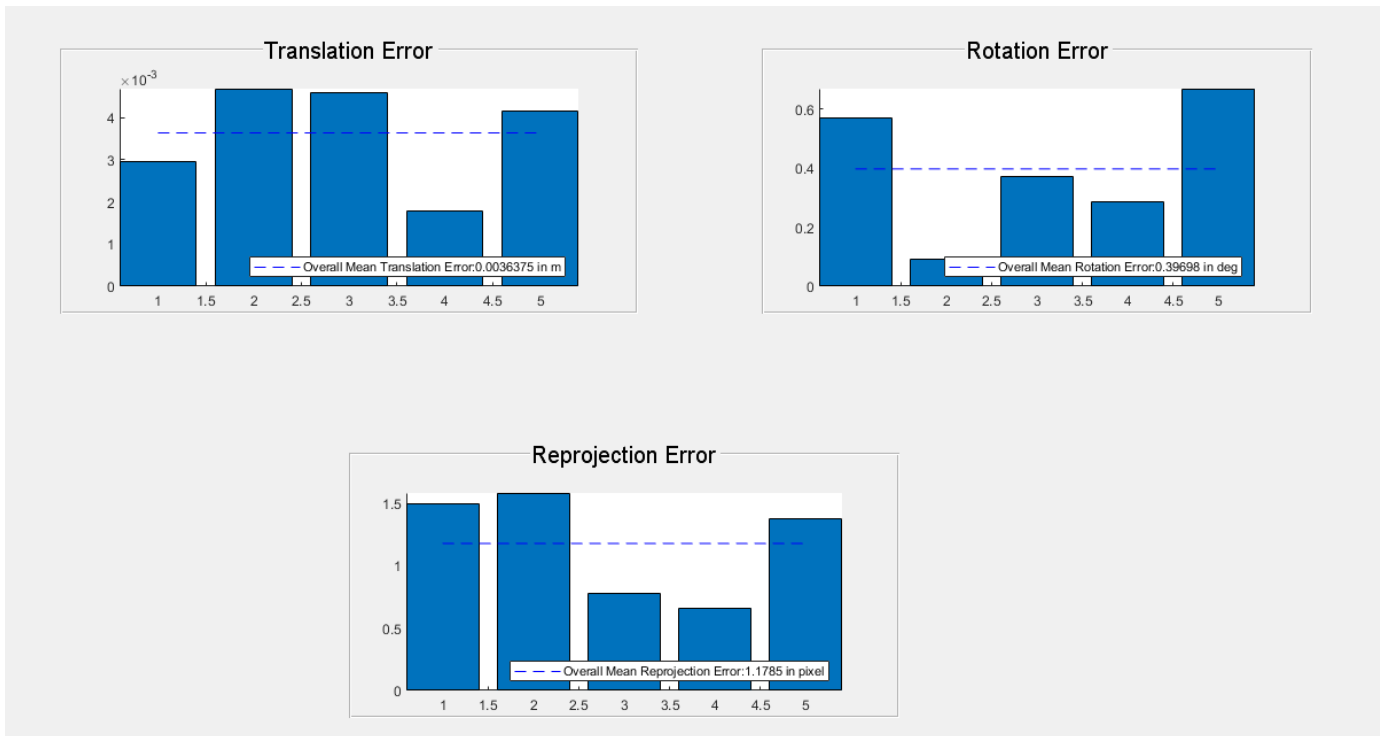 Translation Error
×10-3
4
3
2
1
0
Overall Mean Translation Error:0.0036375 in m
1 1.5 2 2.5 3 3.5 4 4.5 5
Rotation Error
0.6
0.4
0.2
0
Overall Mean Rotation Error:0.39698 in deg
1 1.5 2 2.5 3 3.5 4 4.5 5
Reprojection Error
1.5
1
0.5
0
Overall Mean Reprojection Error:1.1785 in pixel
1 1.5 2 2.5 3 3.5 4 4.5 5